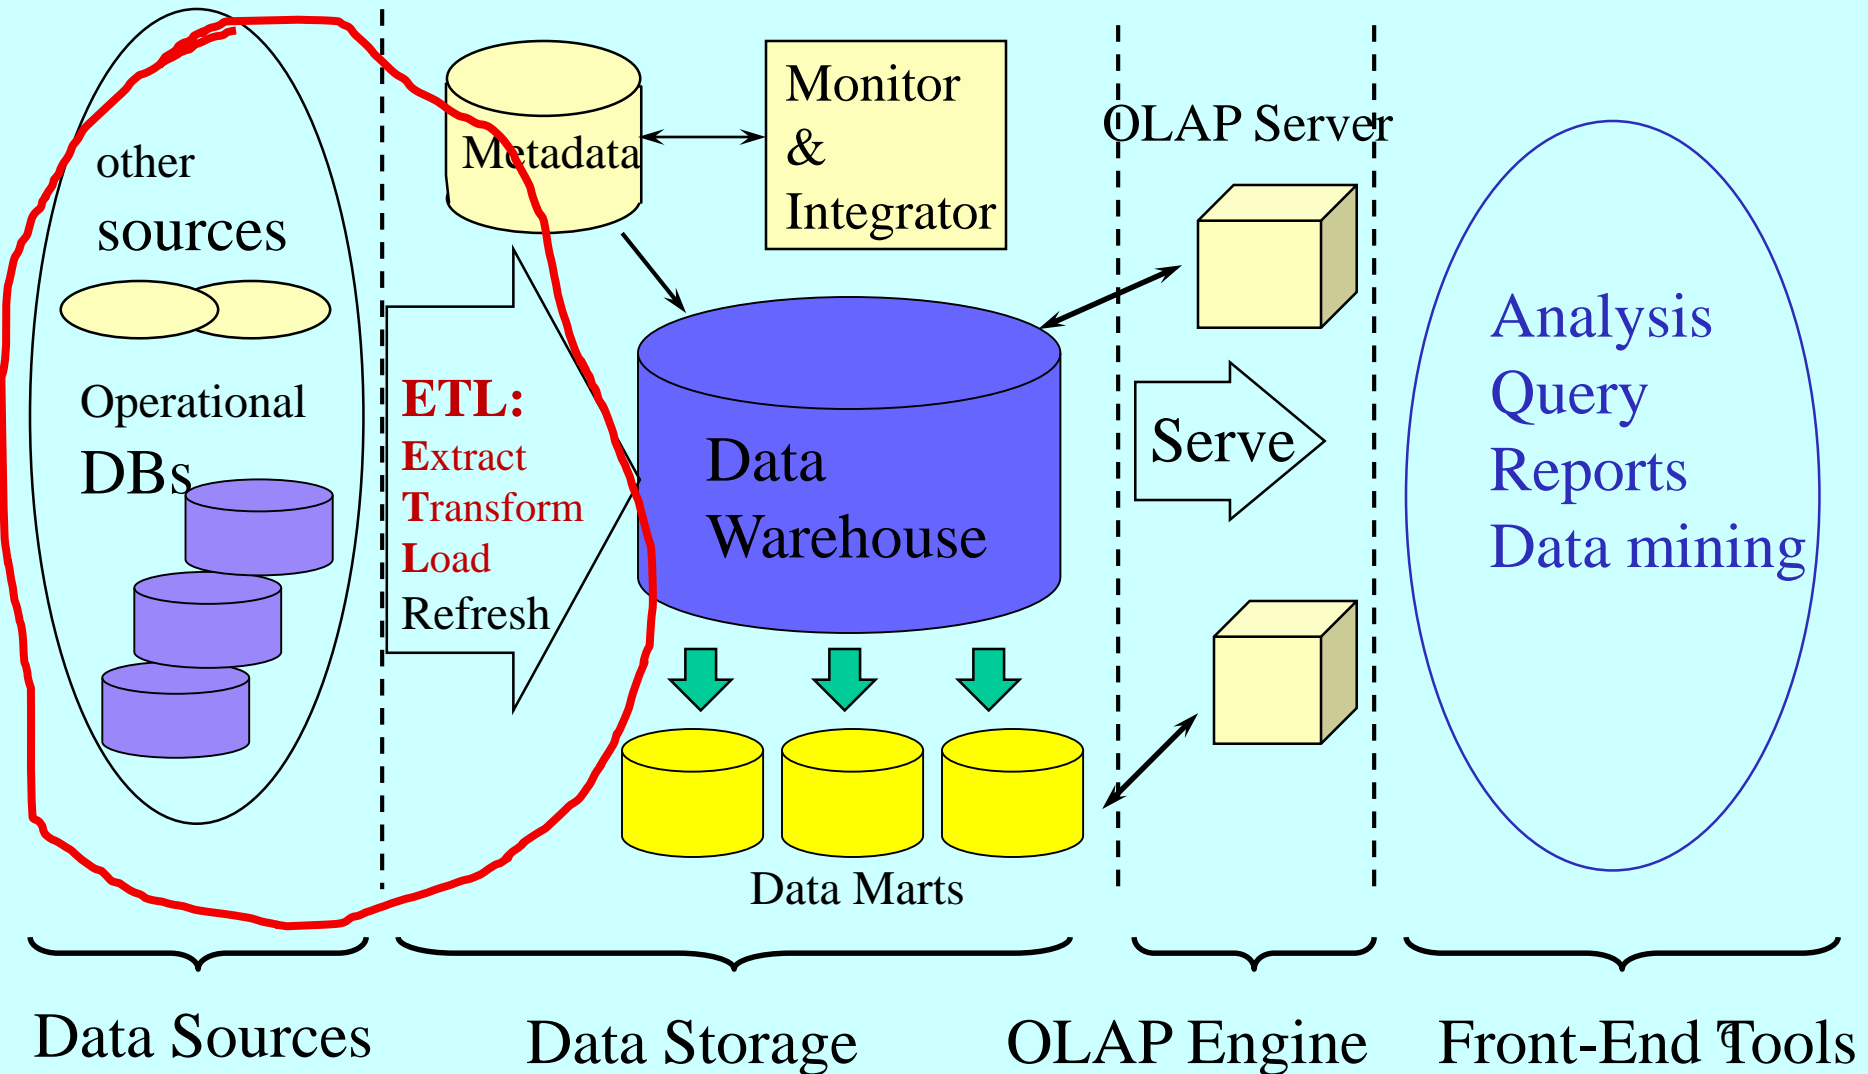 other
sources
Operational
DBs
Metadata
Monitor
&
Integrator
ETL:
Extract
Transform
Load
Refresh
Data
Warehouse
Data Marts
OLAP Server
Serve
Analysis
Query
Reports
Data mining
Data Sources
Data Storage
OLAP Engine
Front-End Tools